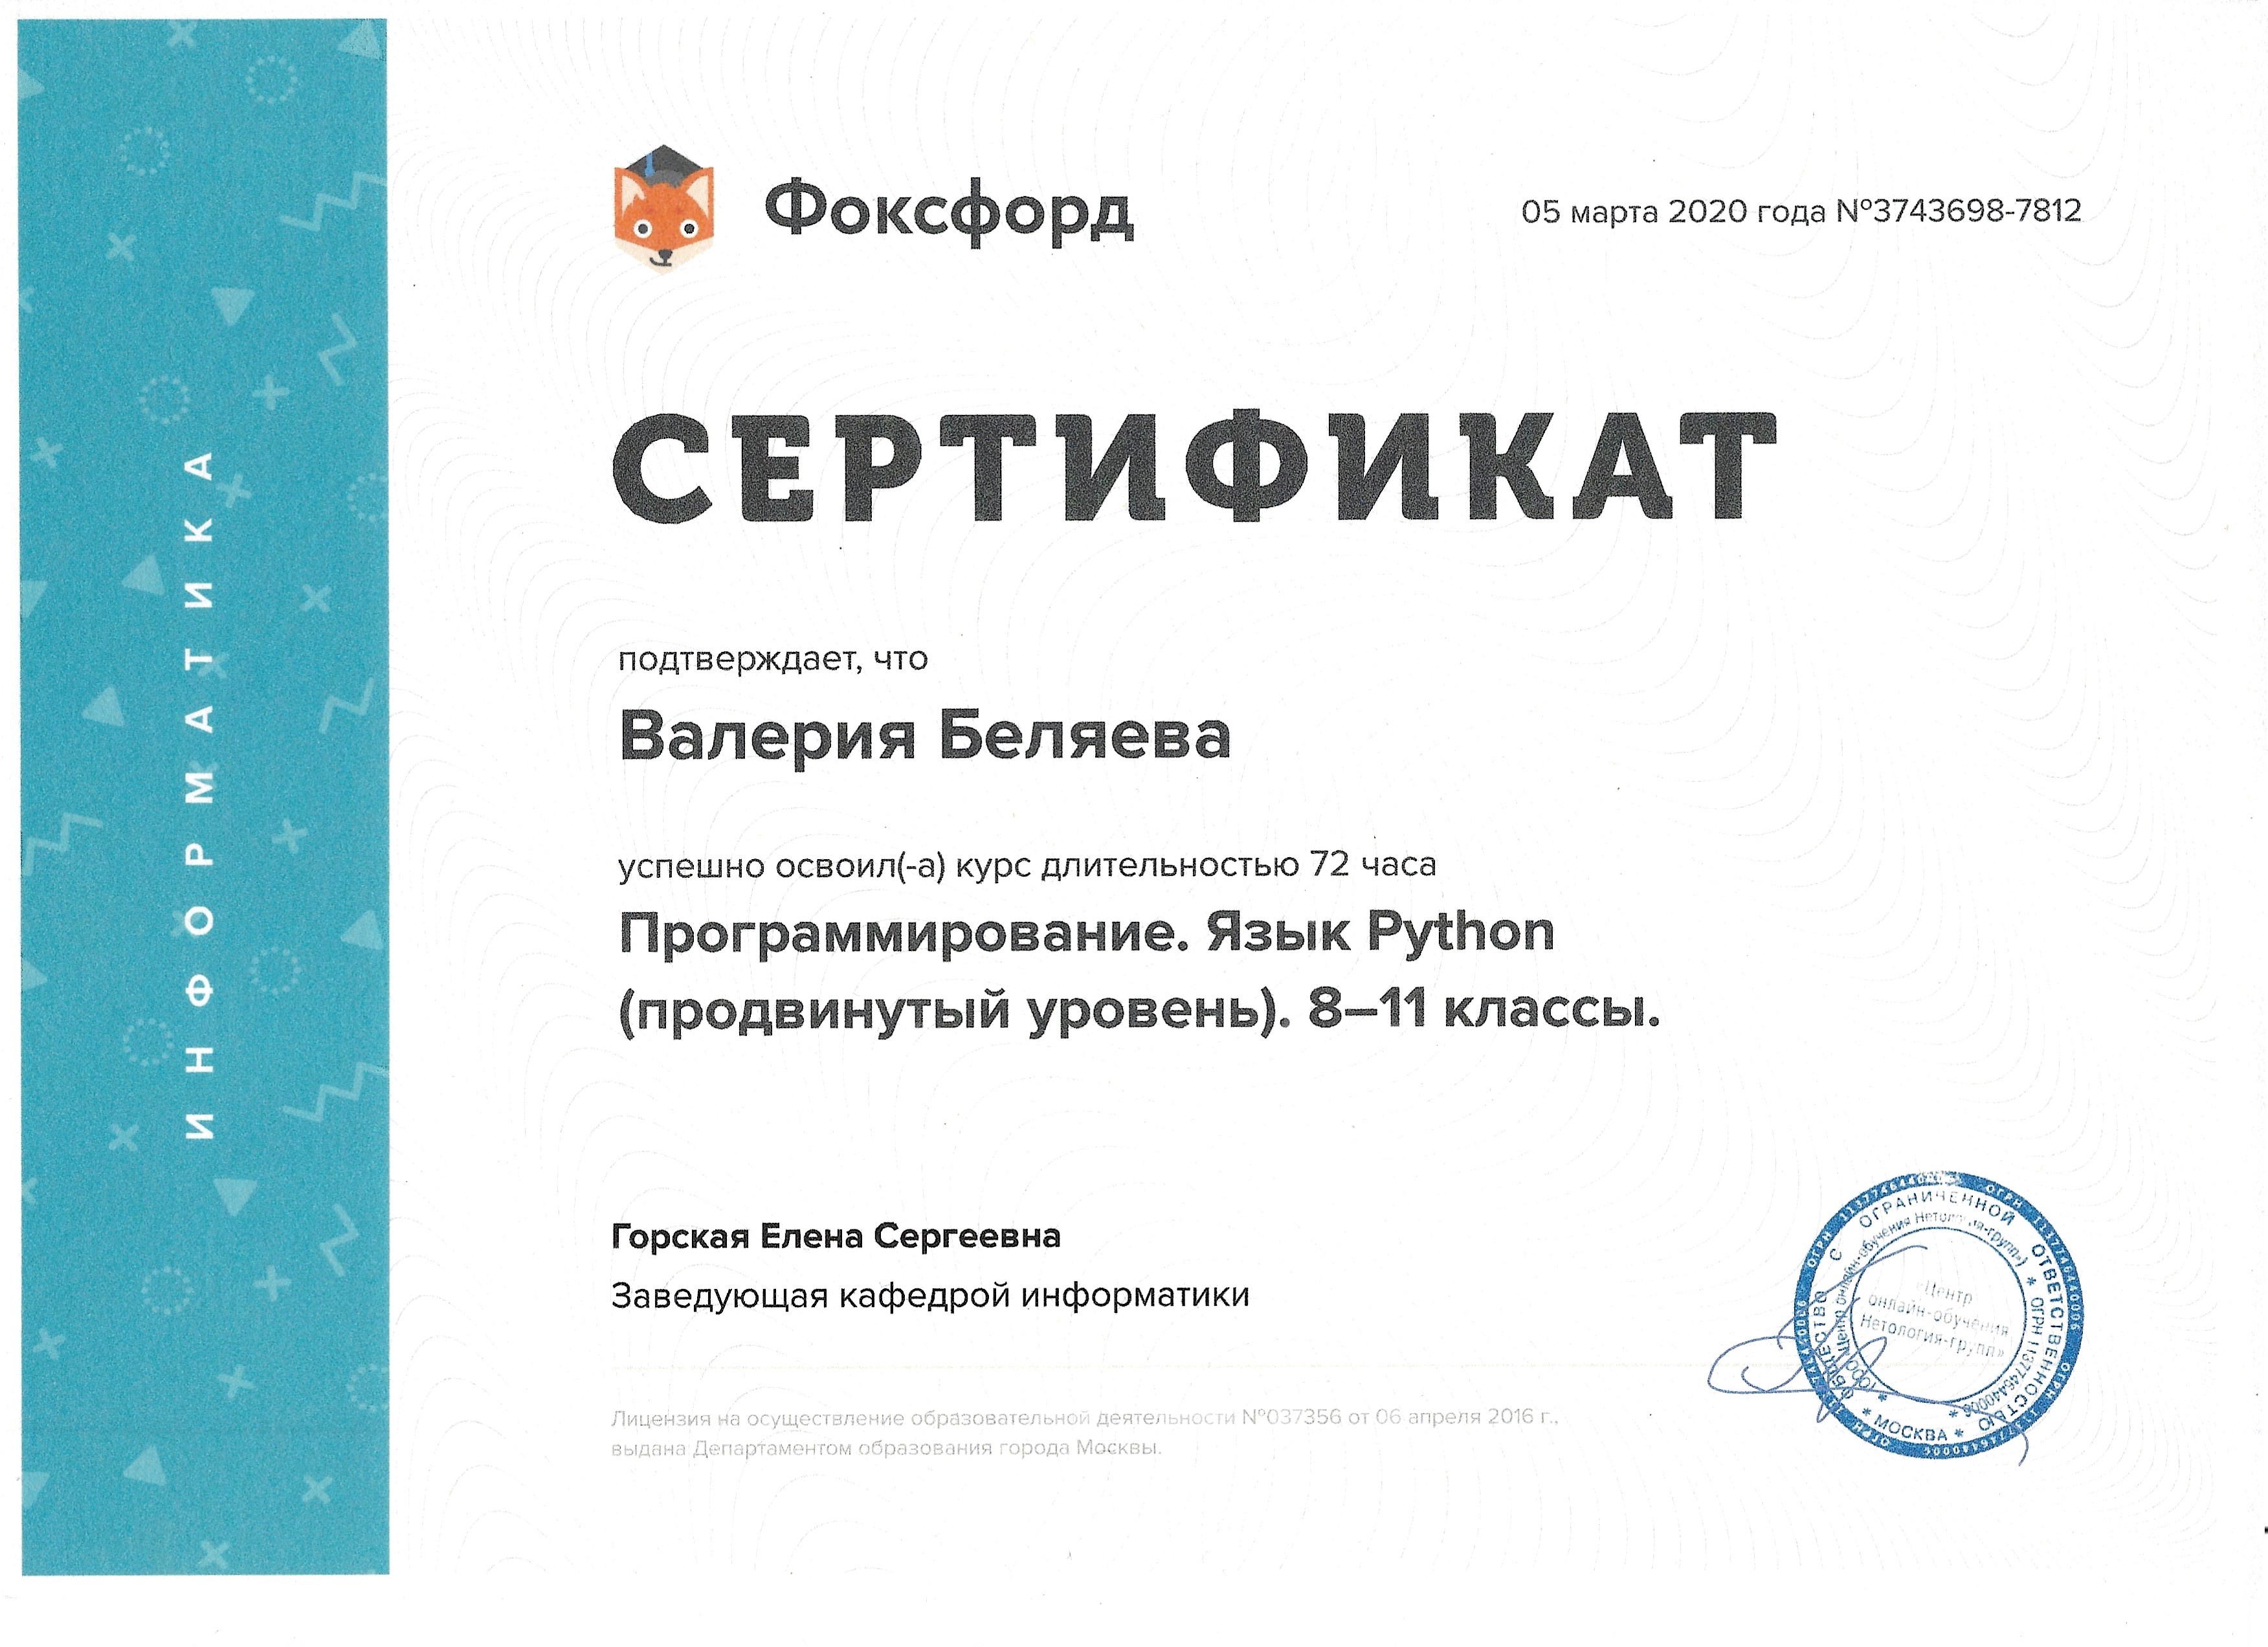 ИНФОРМАТИКА
Фоксфорд
05 марта 2020 года №3743698-7812
СЕРТИФИКАТ
подтверждает, что
Валерия Беляева
успешно освоил(-а) курс длительностью 72 часа
Программирование. Язык Python
(продвинутый уровень). 8–11 классы.
Горская Елена Сергеевна
Заведующая кафедрой информатики
Лицензия на осуществление образовательной деятельности №037356 от 06 апреля 2016 г.,
выдана Департаментом образования города Москвы.
ОБЩЕСТВО С ОГРАНИЧЕННОЙ ОТВЕТСТВЕННОСТЬЮ
* МОСКВА *
«Центр
онлайн-обучения
Нетология-групп»